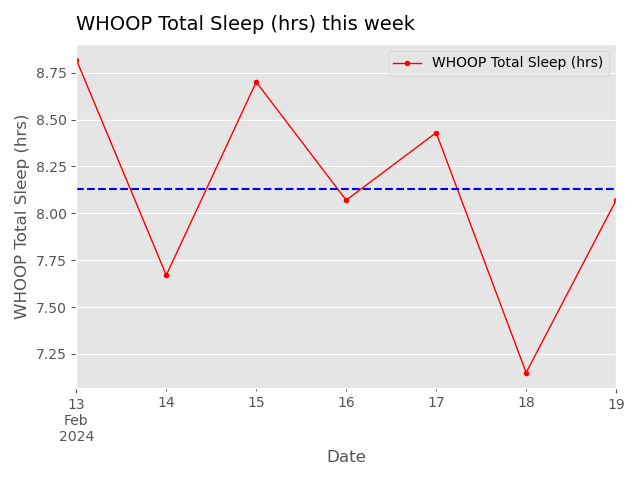 WHOOP Total Sleep (hrs) this week
WHOOP Total Sleep (hrs)
WHOOP Total Sleep (hrs)
8.75
8.50
8.25
8.00
7.75
7.50
7.25
13 14 15 16 17 18 19
Feb
2024
Date